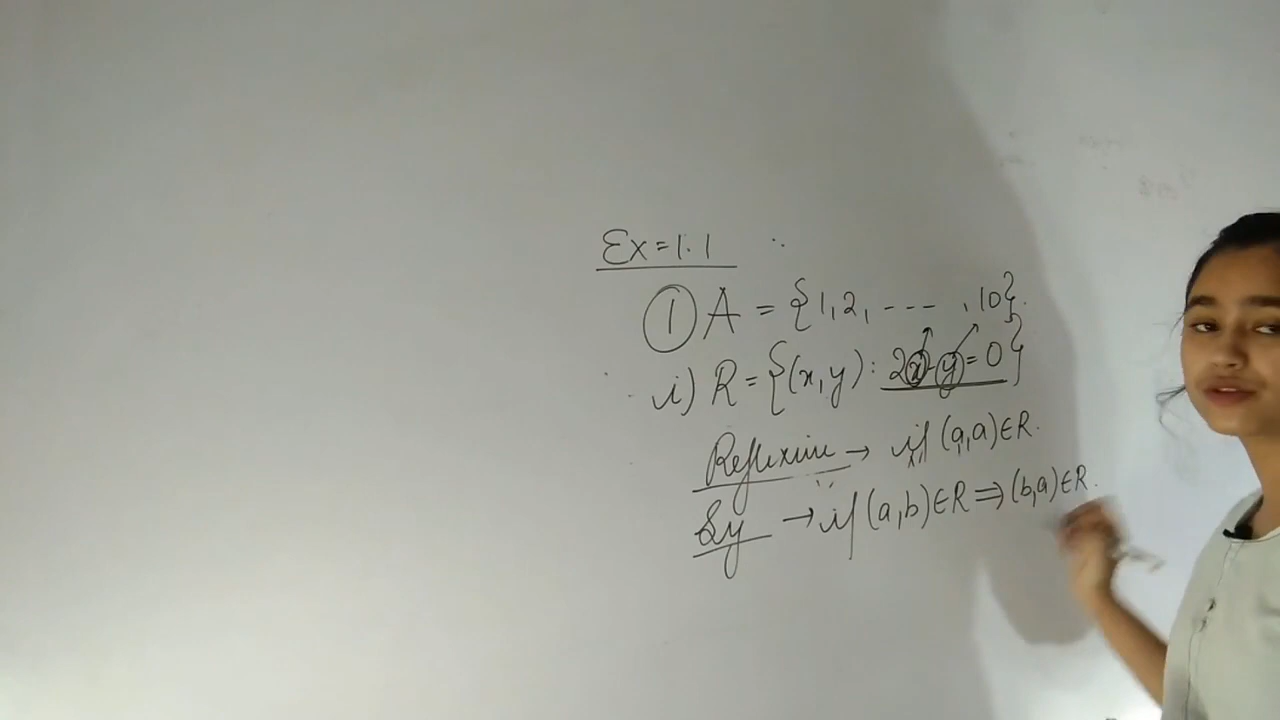 Ex = 1.1
① A = {1, 2, ---- , 10}.
i) R = {(x, y) : 2x - y = 0}
Reflexive → if (a, a) ∈ R.
Sy → if (a, b) ∈ R ⇒ (b, a) ∈ R.